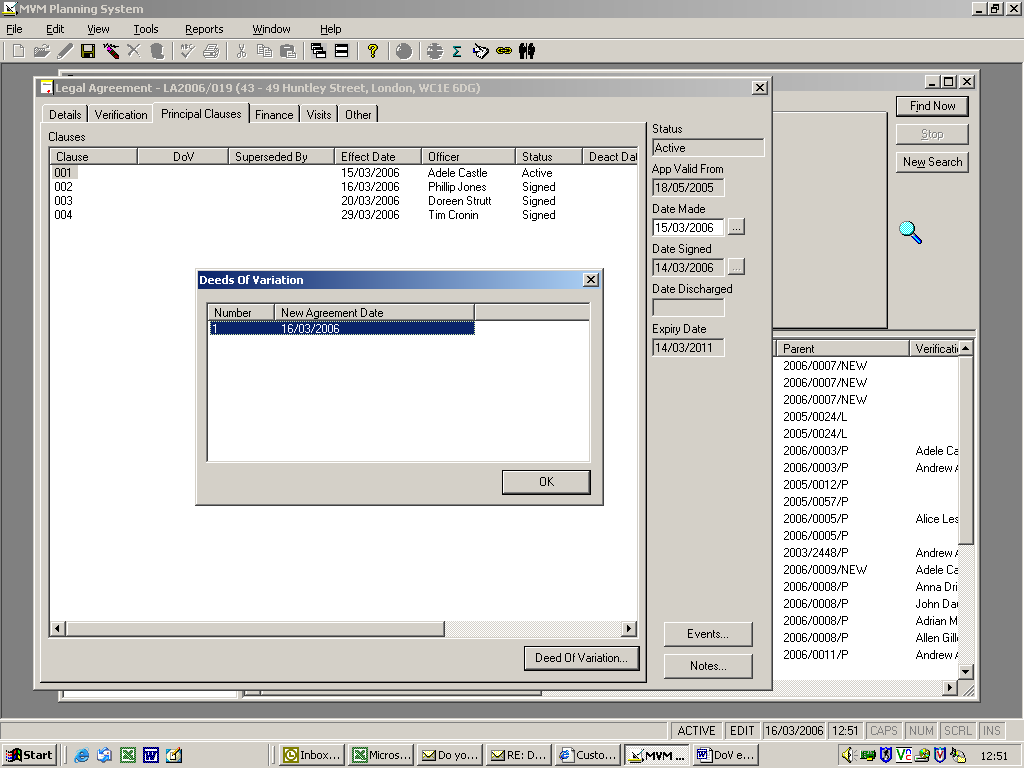 MVM Planning System
File Edit View Tools Reports Window Help
Legal Agreement - LA2006/019 (43 - 49 Huntley Street, London, WC1E 6DG)
Details Verification Principal Clauses Finance Visits Other
Clauses
Clause DoV Superseded By Effect Date Officer Status Deact Dat
001 15/03/2006 Adele Castle Active
002 16/03/2006 Phillip Jones Signed
003 20/03/2006 Doreen Strutt Signed
004 29/03/2006 Tim Cronin Signed
Deeds Of Variation
Number New Agreement Date
1 16/03/2006
OK
Deed Of Variation...
Status
Active
App Valid From
18/05/2005
Date Made
15/03/2006 ...
Date Signed
14/03/2006 ...
Date Discharged
Expiry Date
14/03/2011
Events...
Notes...
Find Now
Stop
New Search
Parent Verificati
2006/0007/NEW
2006/0007/NEW
2006/0007/NEW
2005/0024/L
2005/0024/L
2006/0003/P Adele Ca
2006/0003/P Andrew A
2005/0012/P
2005/0057/P
2006/0005/P Alice Les
2006/0005/P
2003/2448/P Andrew A
2006/0009/NEW Adele Ca
2006/0008/P Anna Dri
2006/0008/P John Dau
2006/0008/P Adrian M
2006/0008/P Allen Gill
2006/0011/P Andrew A
ACTIVE EDIT 16/03/2006 12:51 CAPS NUM SCRL INS
Start Inbox... Micros... Do yo... RE: D... Custo... MVM ... DoV e... 12:51